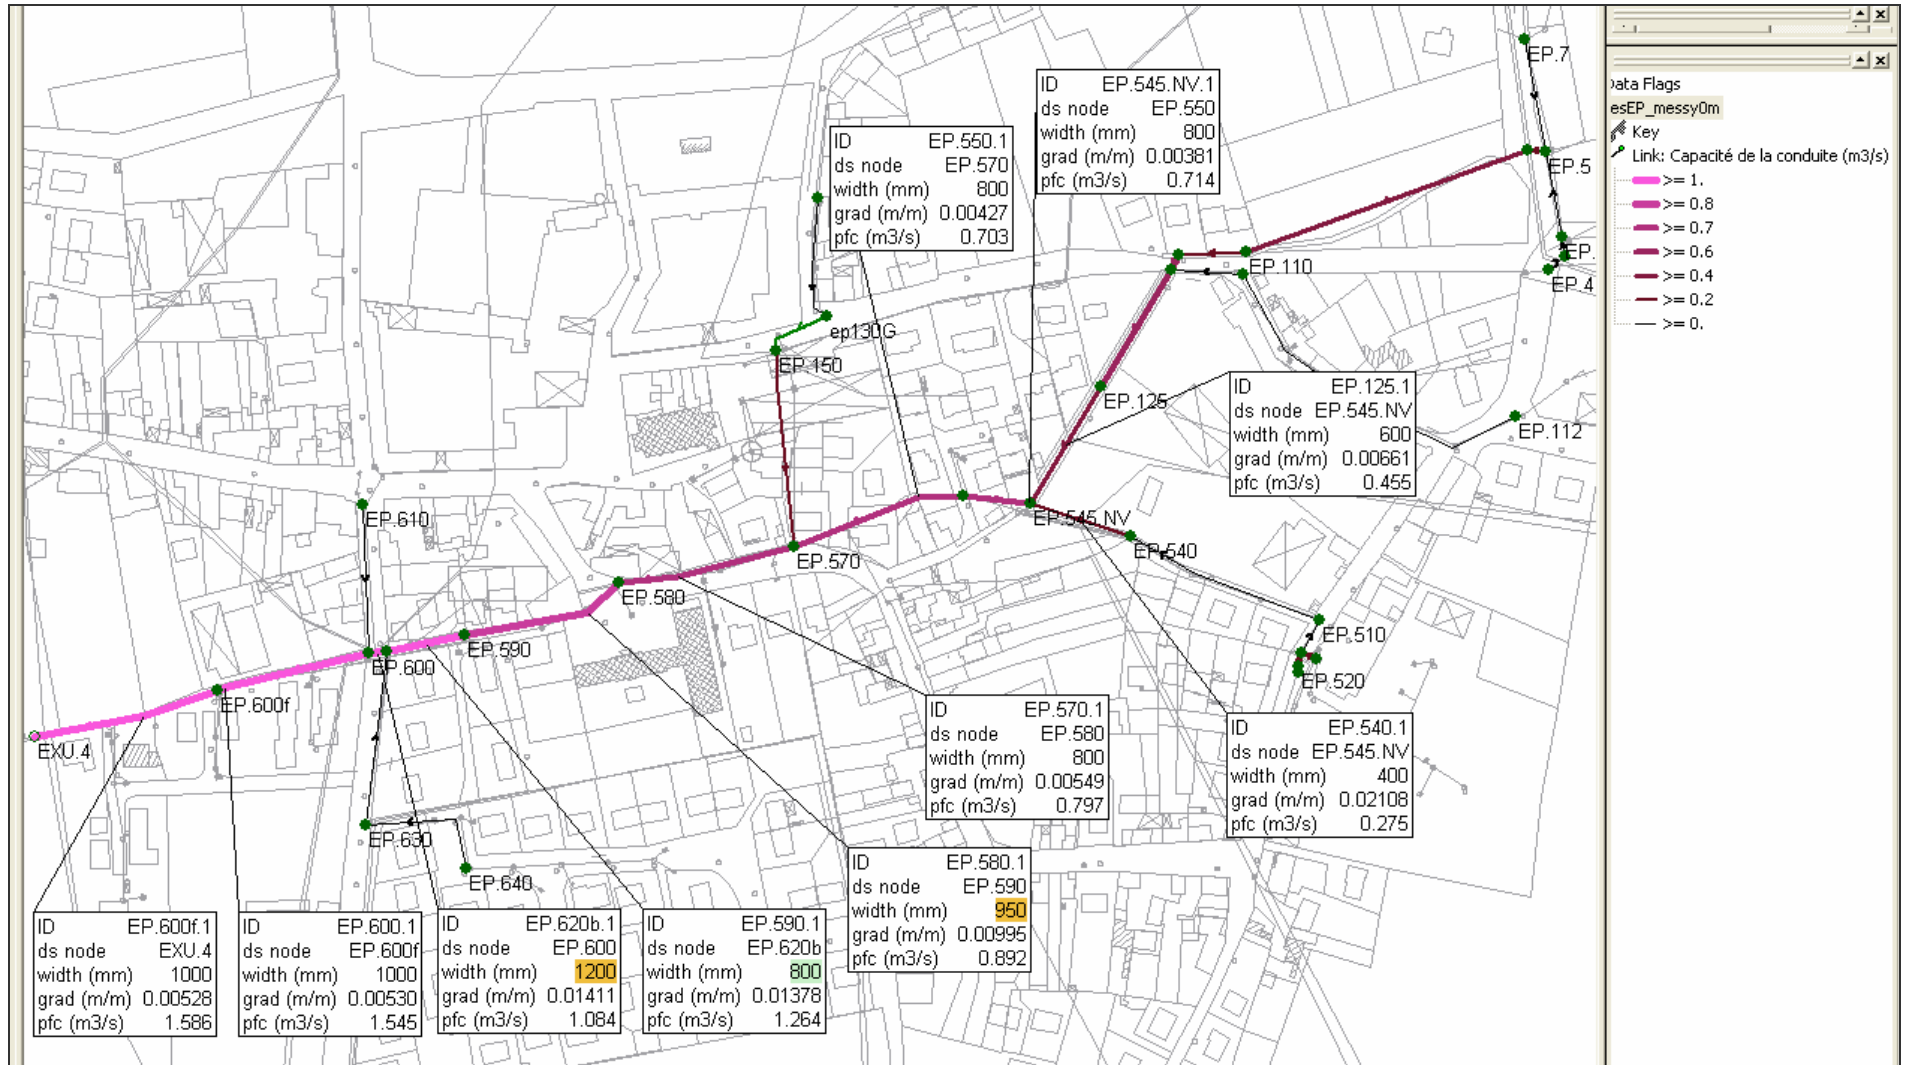 EP.7
EP.5
EP.
EP.4
EP.110
EP.112
ep130G
EP.150
EP.125
EP.545.NV
EP.540
EP.510
EP.520
EP.570
EP.580
EP.590
EP.600
EP.600f
EXU.4
EP.610
EP.630
EP.640
ID EP.545.NV.1
ds node EP.550
width (mm) 800
grad (m/m) 0.00381
pfc (m3/s) 0.714
ID EP.550.1
ds node EP.570
width (mm) 800
grad (m/m) 0.00427
pfc (m3/s) 0.703
ID EP.125.1
ds node EP.545.NV
width (mm) 600
grad (m/m) 0.00661
pfc (m3/s) 0.455
ID EP.570.1
ds node EP.580
width (mm) 800
grad (m/m) 0.00549
pfc (m3/s) 0.797
ID EP.540.1
ds node EP.545.NV
width (mm) 400
grad (m/m) 0.02108
pfc (m3/s) 0.275
ID EP.580.1
ds node EP.590
width (mm) 950
grad (m/m) 0.00995
pfc (m3/s) 0.892
ID EP.600f.1
ds node EXU.4
width (mm) 1000
grad (m/m) 0.00528
pfc (m3/s) 1.586
ID EP.600.1
ds node EP.600f
width (mm) 1000
grad (m/m) 0.00530
pfc (m3/s) 1.545
ID EP.620b.1
ds node EP.600
width (mm) 1200
grad (m/m) 0.01411
pfc (m3/s) 1.084
ID EP.590.1
ds node EP.620b
width (mm) 800
grad (m/m) 0.01378
pfc (m3/s) 1.264
Data Flags
esEP_messy0m
Key
Link: Capacité de la conduite (m3/s)
>= 1.
>= 0.8
>= 0.7
>= 0.6
>= 0.4
>= 0.2
>= 0.